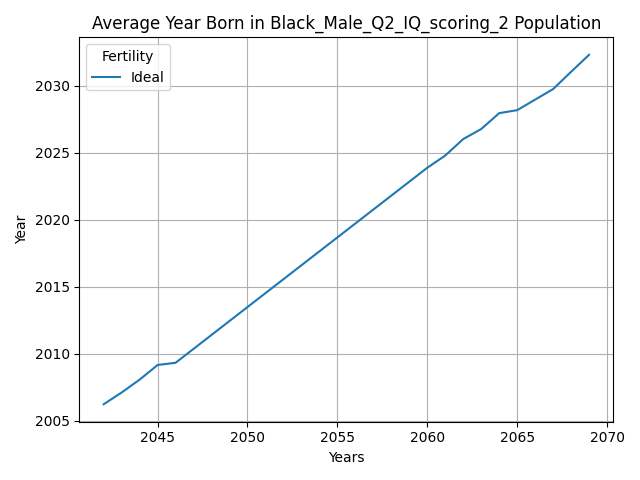 Average Year Born in Black_Male_Q2_IQ_scoring_2 Population
Fertility
Ideal
2030
2025
2020
2015
2010
2005
Year
2045 2050 2055 2060 2065 2070
Years